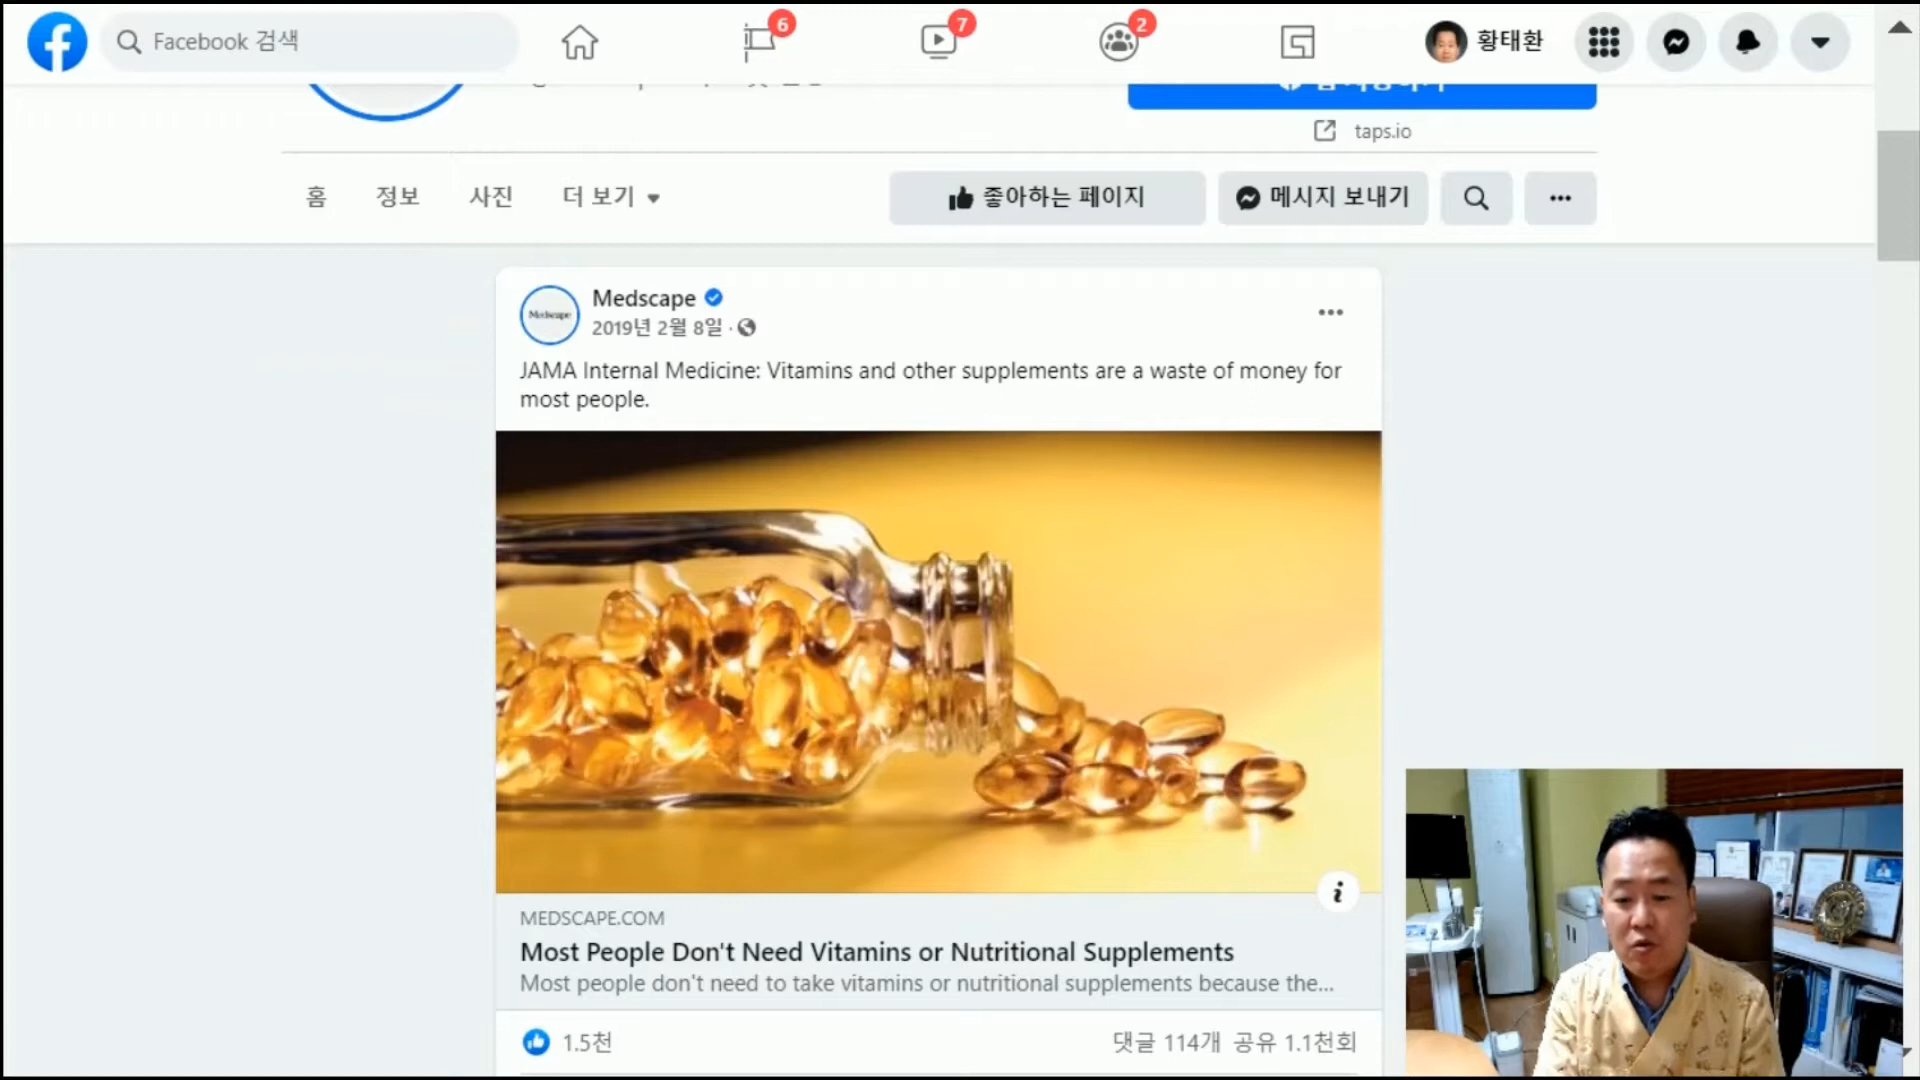 Facebook 검색
6
7
2
황태환
taps.io
홈
정보
사진
더 보기
좋아하는 페이지
메시지 보내기
Medscape
Medscape
2019년 2월 8일 ·
JAMA Internal Medicine: Vitamins and other supplements are a waste of money for
most people.
MEDSCAPE.COM
Most People Don't Need Vitamins or Nutritional Supplements
Most people don't need to take vitamins or nutritional supplements because the...
1.5천
댓글 114개 공유 1.1천회